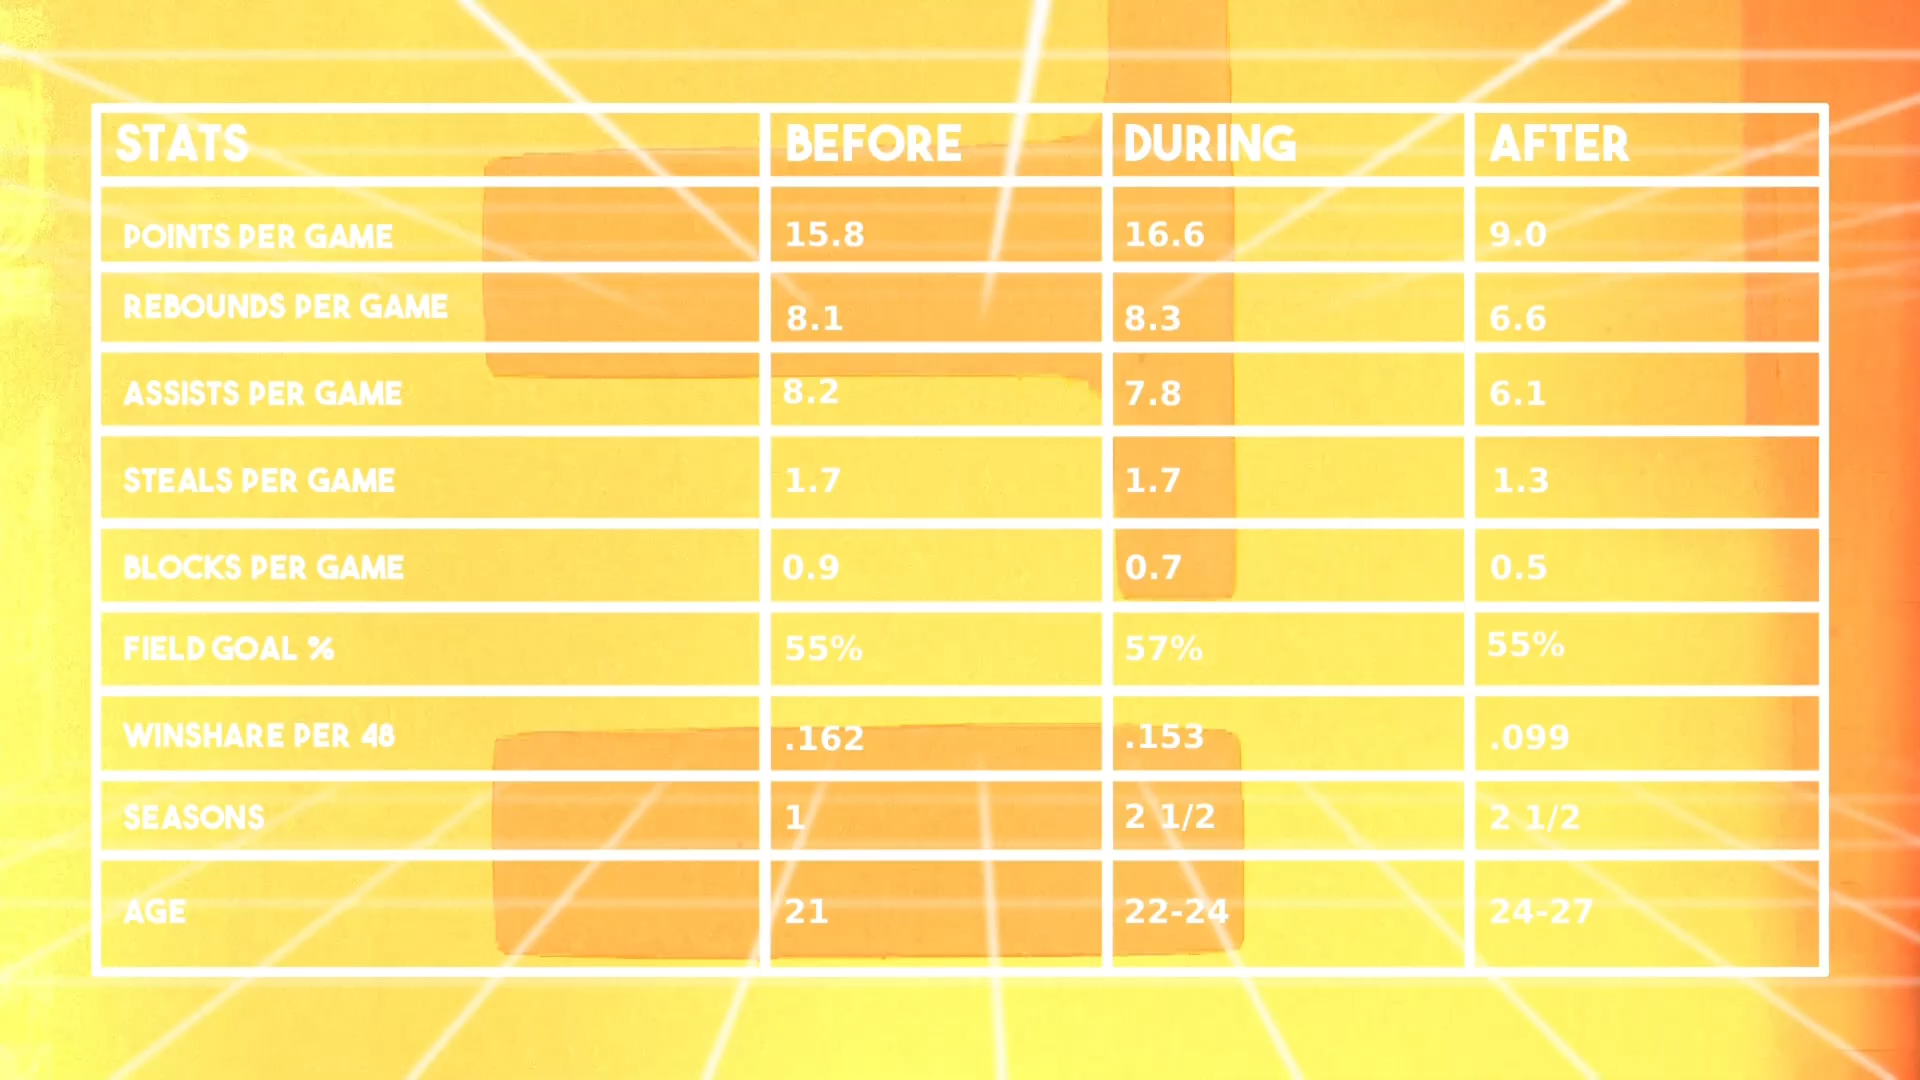 STATS BEFORE DURING AFTER
POINTS PER GAME 15.8 16.6 9.0
REBOUNDS PER GAME 8.1 8.3 6.6
ASSISTS PER GAME 8.2 7.8 6.1
STEALS PER GAME 1.7 1.7 1.3
BLOCKS PER GAME 0.9 0.7 0.5
FIELD GOAL % 55% 57% 55%
WINSHARE PER 48 .162 .153 .099
SEASONS 1 2 1/2 2 1/2
AGE 21 22-24 24-27